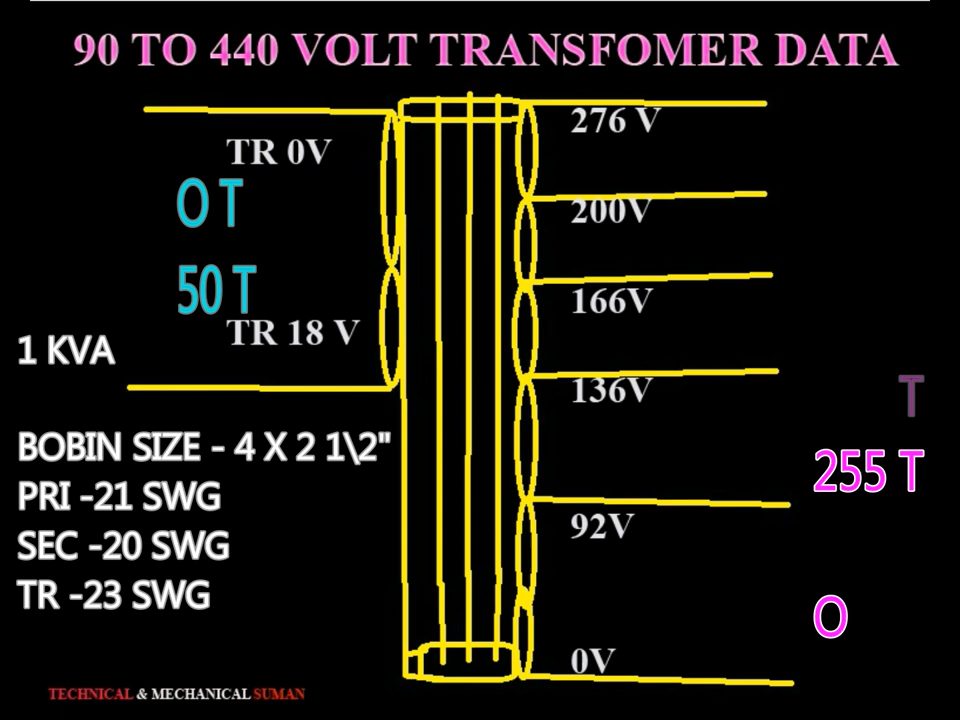 90 TO 440 VOLT TRANSFOMER DATA
276 V
TR 0V
O T
200V
50 T
166V
TR 18 V
1 KVA
136V
T
BOBIN SIZE - 4 X 2 1\2"
255 T
PRI -21 SWG
92V
SEC -20 SWG
TR -23 SWG
O
0V
TECHNICAL & MECHANICAL SUMAN